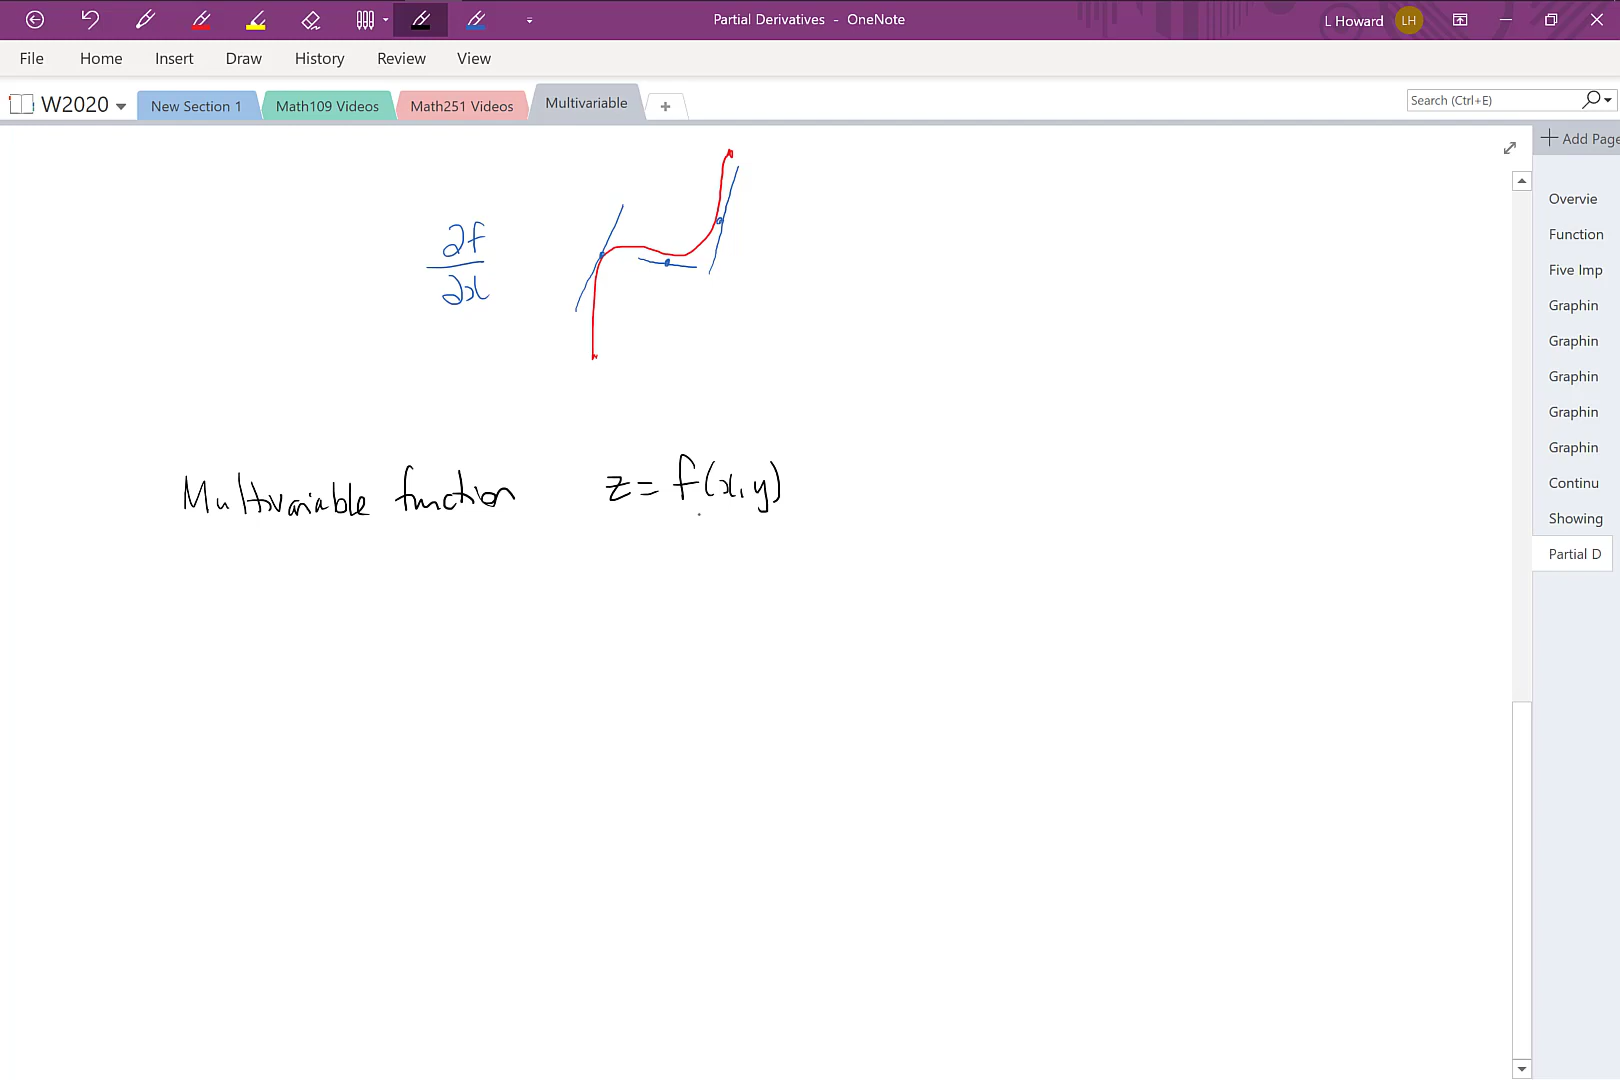 Partial Derivatives - OneNote
L Howard LH
File Home Insert Draw History Review View
W2020 New Section 1 Math109 Videos Math251 Videos Multivariable +
Search (Ctrl+E)
Add Page
Overvie
Function
Five Imp
Graphin
Graphin
Graphin
Graphin
Graphin
Continu
Showing
Partial D
∂f
∂x
Multivariable function z = f(x,y)